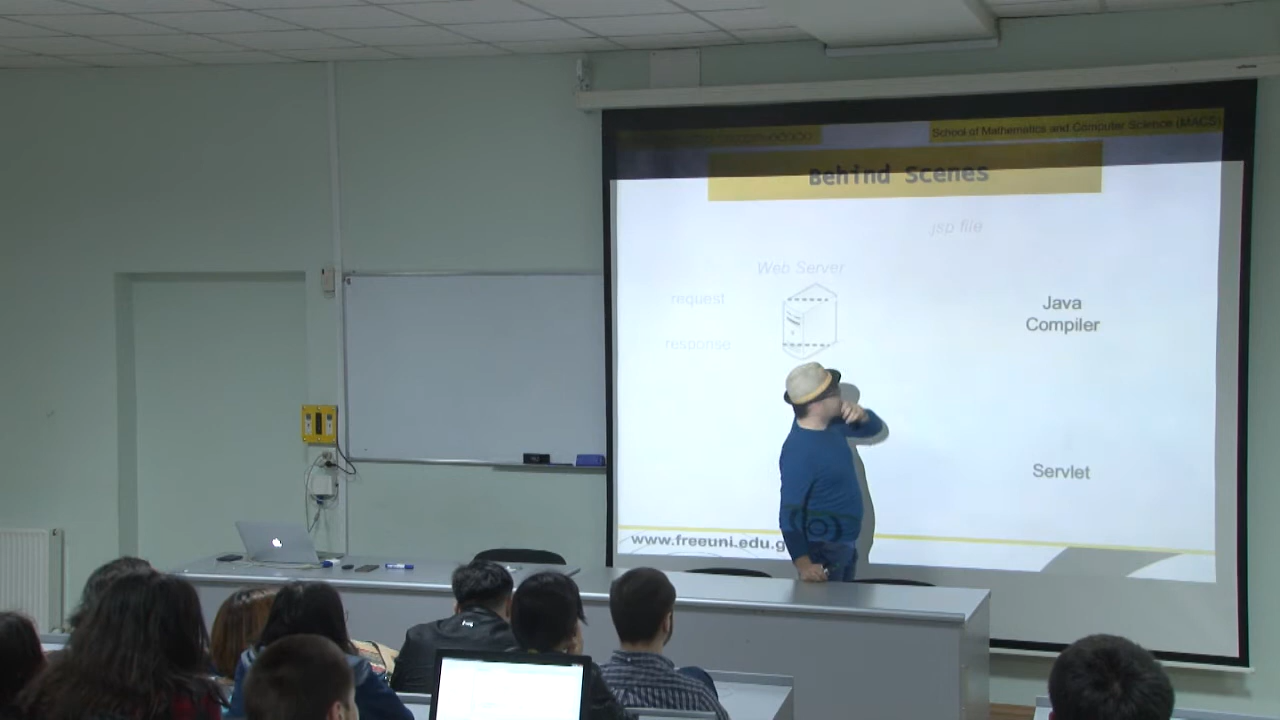 School of Mathematics and Computer Science (MACS)
Behind Scenes
jsp file
Web Server
request
Java
Compiler
response
Servlet
www.freeuni.edu.g